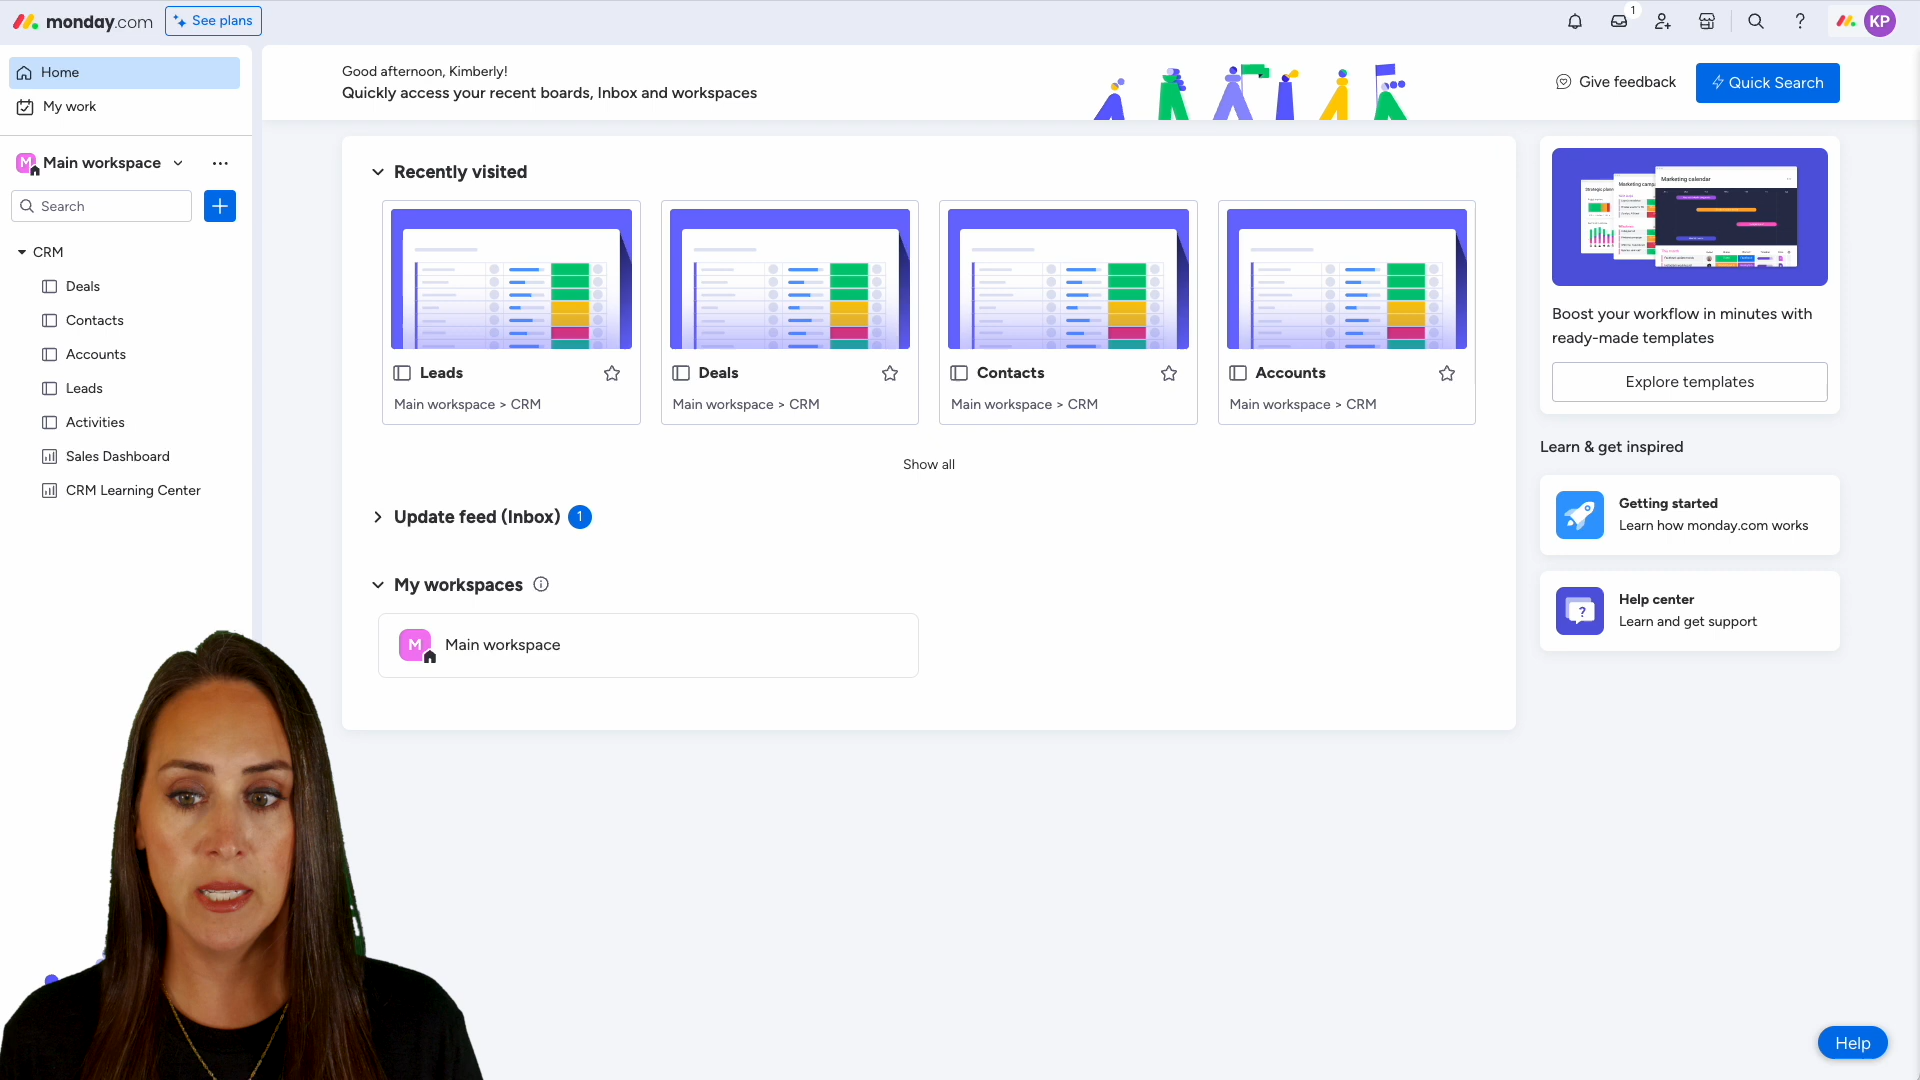 monday.com
See plans
1
KP
Home
My work
M
Main workspace
Search
CRM
Deals
Contacts
Accounts
Leads
Activities
Sales Dashboard
CRM Learning Center
Good afternoon, Kimberly!
Quickly access your recent boards, Inbox and workspaces
Give feedback
Quick Search
Recently visited
Leads
Main workspace > CRM
Deals
Main workspace > CRM
Contacts
Main workspace > CRM
Accounts
Main workspace > CRM
Show all
Update feed (Inbox) 1
My workspaces
M
Main workspace
Marketing calendar
Boost your workflow in minutes with
ready-made templates
Explore templates
Learn & get inspired
Getting started
Learn how monday.com works
Help center
Learn and get support
Help